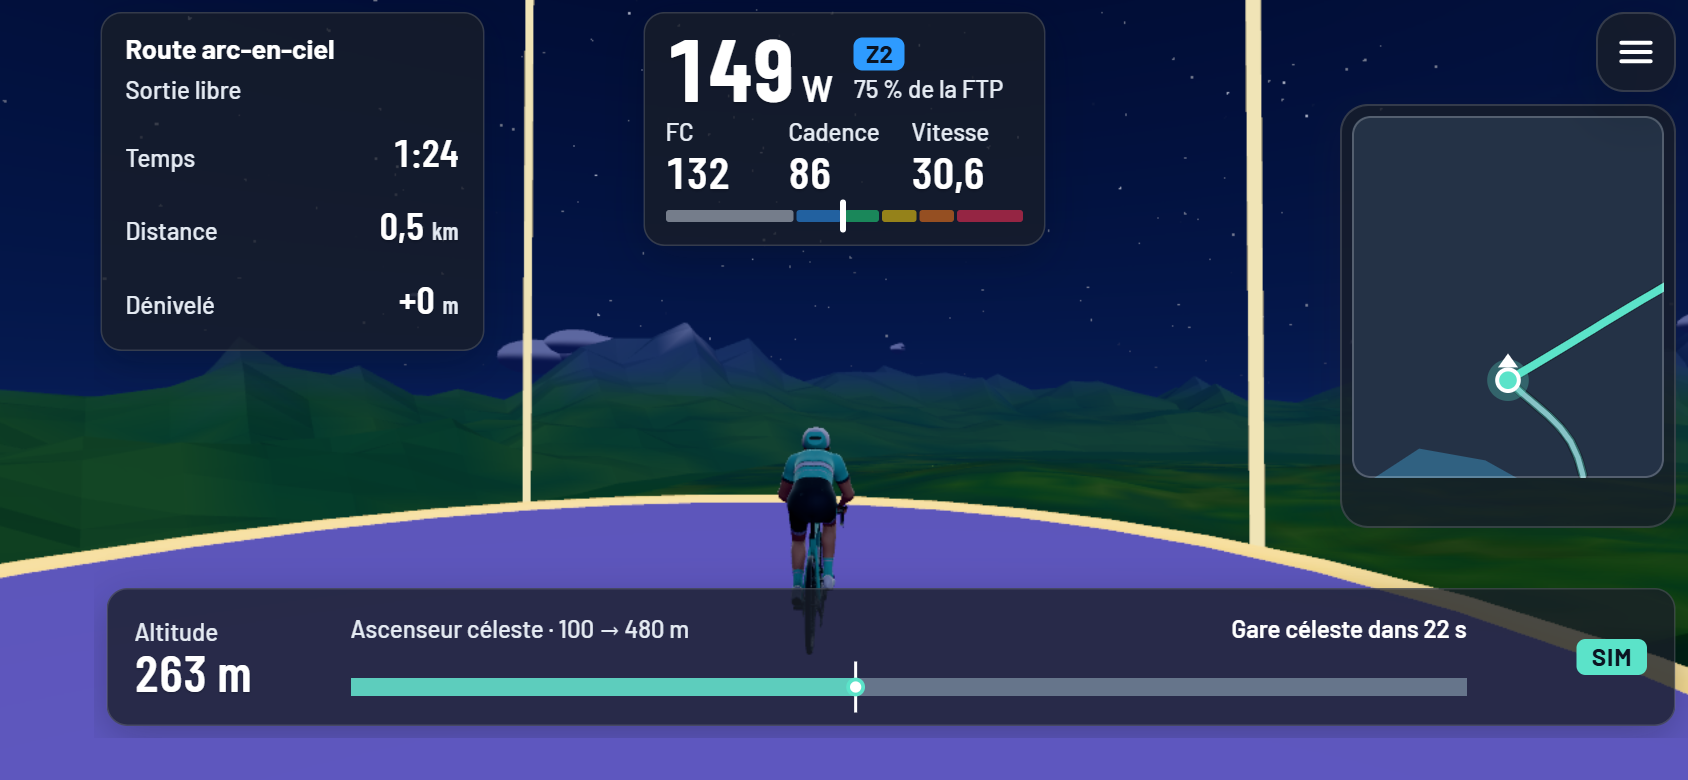 Route arc-en-ciel
Sortie libre
Temps 1:24
Distance 0,5 km
Dénivelé +0 m
149 W Z2
75 % de la FTP
FC Cadence Vitesse
132 86 30,6
Altitude
263 m
Ascenseur céleste · 100 → 480 m
Gare céleste dans 22 s
SIM